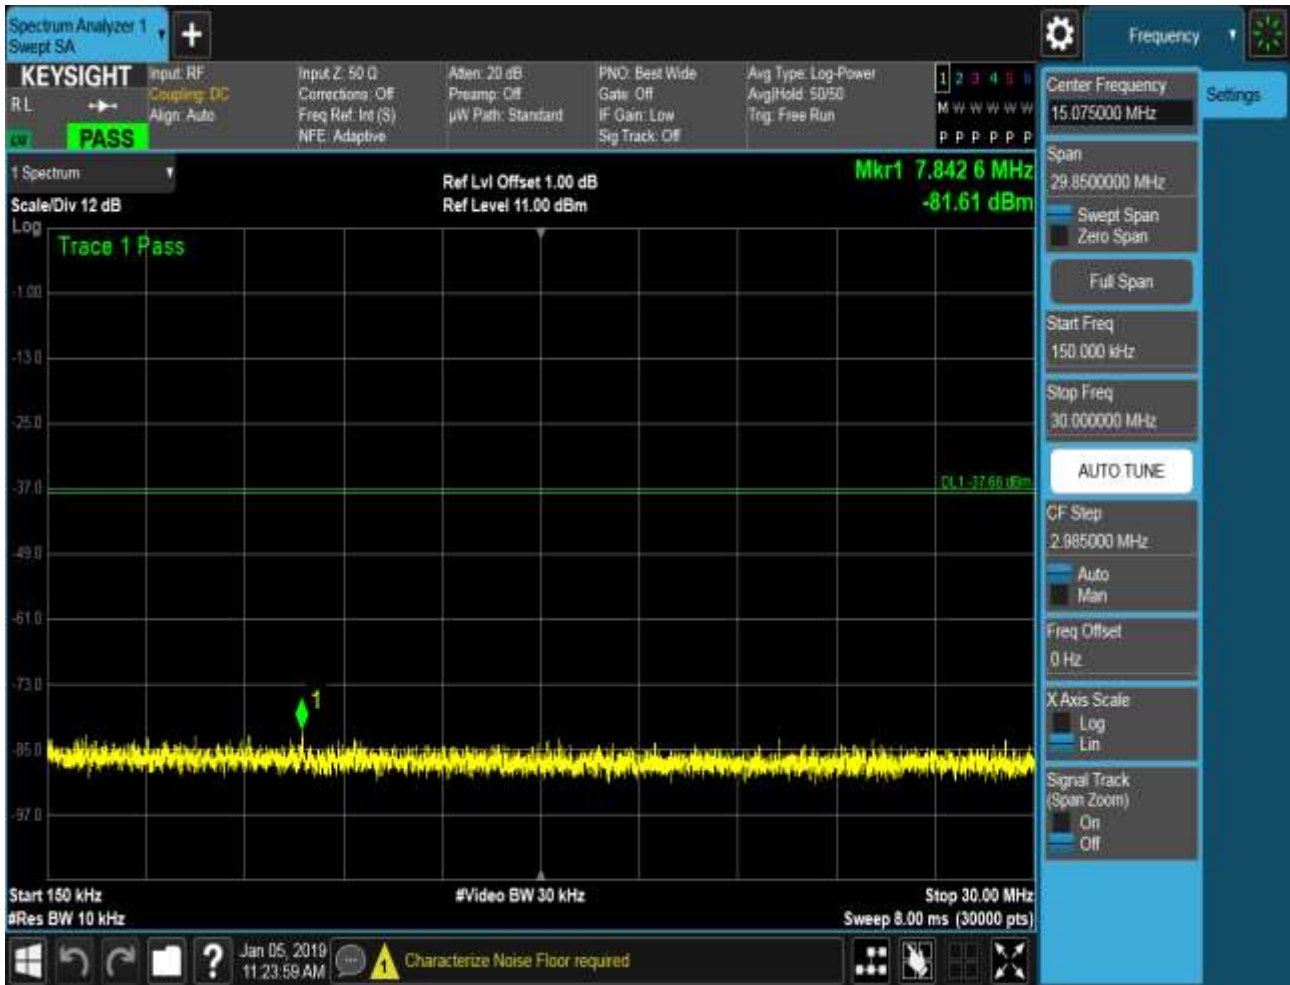 Spectrum Analyzer 1
Swept SA
+
Frequency
KEYSIGHT
R L
LW
PASS
Input: RF
Coupling: DC
Align: Auto
Input Z: 50 Ω
Corrections: Off
Freq Ref: Int (S)
NFE: Adaptive
Atten: 20 dB
Preamp: Off
µW Path: Standard
PNO: Best Wide
Gate: Off
IF Gain: Low
Sig Track: Off
Avg Type: Log-Power
Avg|Hold: 50/50
Trig: Free Run
1 2 3 4 5 6
M W W W W W
P P P P P P
1 Spectrum
Scale/Div 12 dB
Log
Ref Lvl Offset 1.00 dB
Ref Level 11.00 dBm
Mkr1 7.842 6 MHz
-81.61 dBm
Trace 1 Pass
-1.00
-13.0
-25.0
-37.0
DL1 -37.66 dBm
-49.0
-61.0
-73.0
1
-85.0
-97.0
Start 150 kHz
#Res BW 10 kHz
#Video BW 30 kHz
Stop 30.00 MHz
Sweep 8.00 ms (30000 pts)
Center Frequency
15.075000 MHz
Settings
Span
29.8500000 MHz
Swept Span
Zero Span
Full Span
Start Freq
150.000 kHz
Stop Freq
30.000000 MHz
AUTO TUNE
CF Step
2.985000 MHz
Auto
Man
Freq Offset
0 Hz
X Axis Scale
Log
Lin
Signal Track
(Span Zoom)
On
Off
?
Jan 05, 2019
11:23:59 AM
1
Characterize Noise Floor required